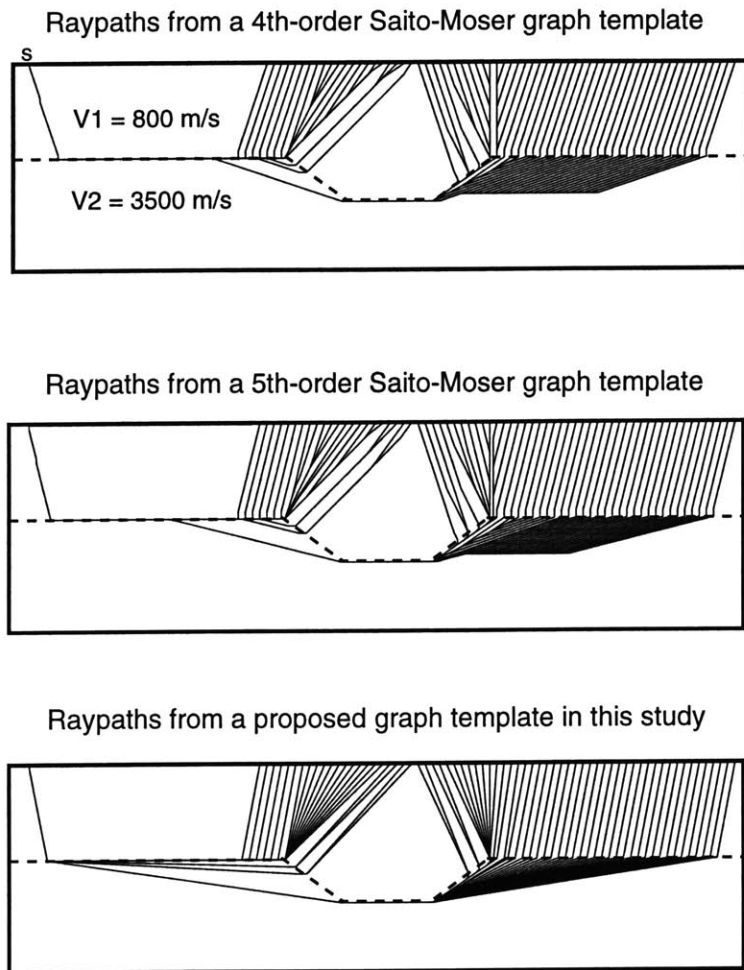 Raypaths from a 4th-order Saito-Moser graph template
s
V1 = 800 m/s
V2 = 3500 m/s
Raypaths from a 5th-order Saito-Moser graph template
Raypaths from a proposed graph template in this study